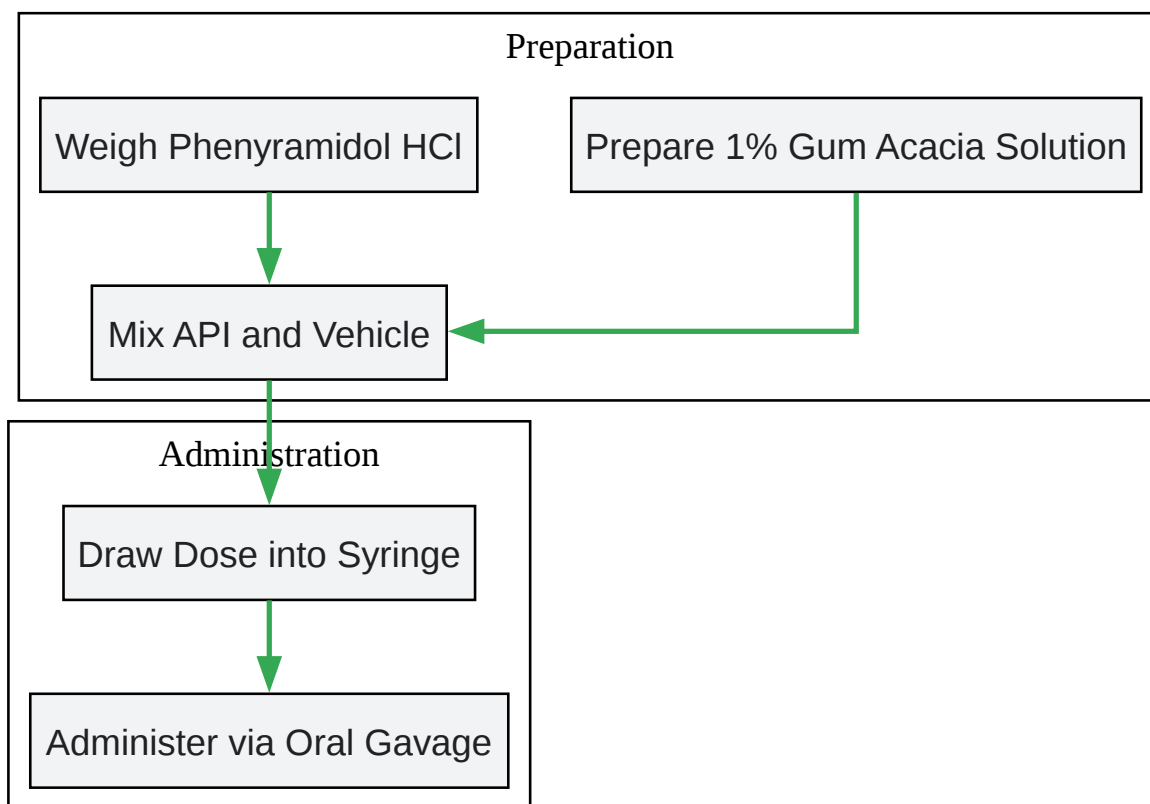 Preparation
Weigh Phenyramidol HCl
Prepare 1% Gum Acacia Solution
Mix API and Vehicle
Administration
Draw Dose into Syringe
Administer via Oral Gavage